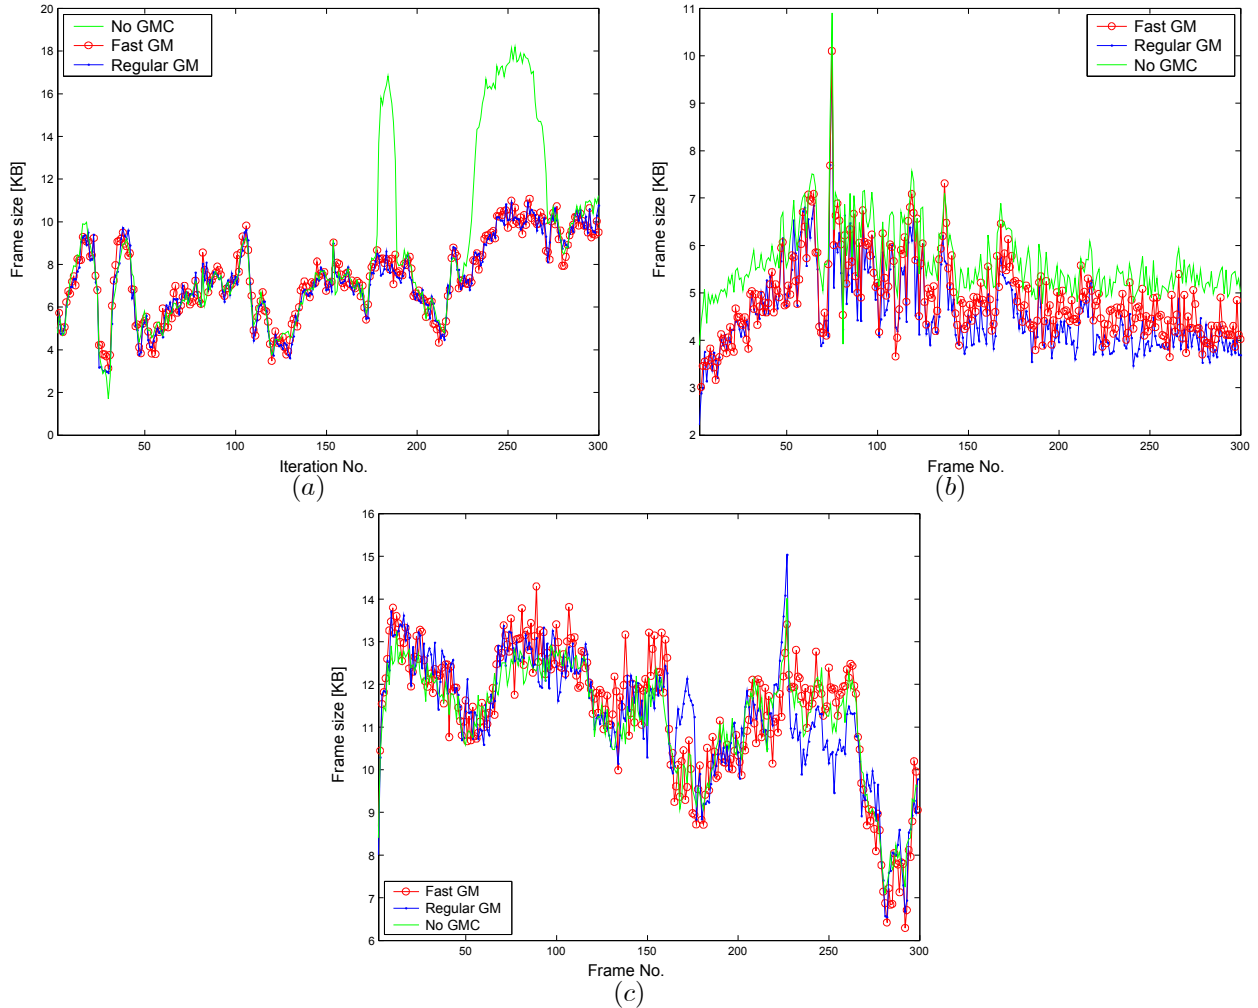 No GMC
Fast GM
Regular GM
Frame size [KB]
20
18
16
14
12
10
8
6
4
2
0
50
100
150
200
250
300
Iteration No.
(a)
Fast GM
Regular GM
No GMC
Frame size [KB]
11
10
9
8
7
6
5
4
3
2
50
100
150
200
250
300
Frame No.
(b)
Frame size [KB]
16
15
14
13
12
11
10
9
8
7
6
Fast GM
Regular GM
No GMC
50
100
150
200
250
300
Frame No.
(c)